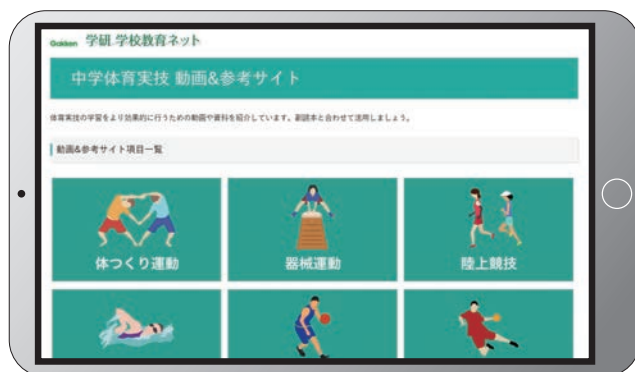 Gakken 学研 学校教育ネット
中学体育実技 動画&参考サイト
体育実技の学習をより効果的に行うための動画や資料を紹介しています。副読本と合わせて活用しましょう。
動画&参考サイト項目一覧
体つくり運動 器械運動 陸上競技